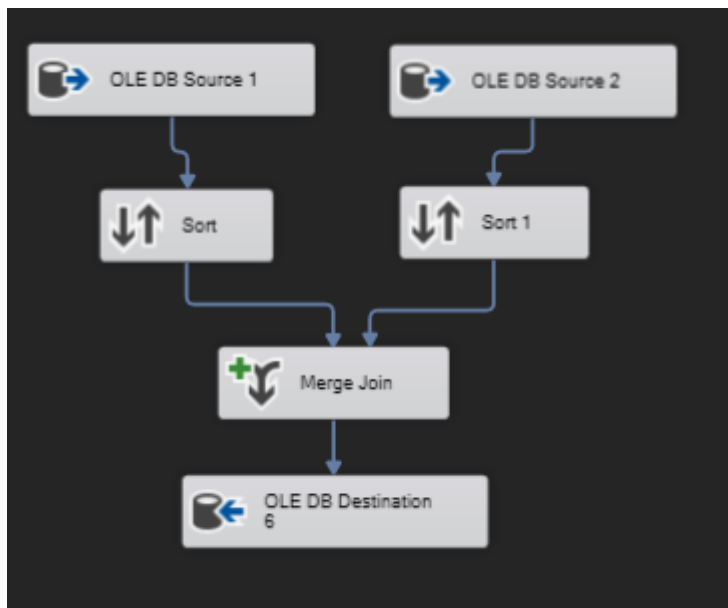 OLE DB Source 1
OLE DB Source 2
Sort
Sort 1
Merge Join
OLE DB Destination
6